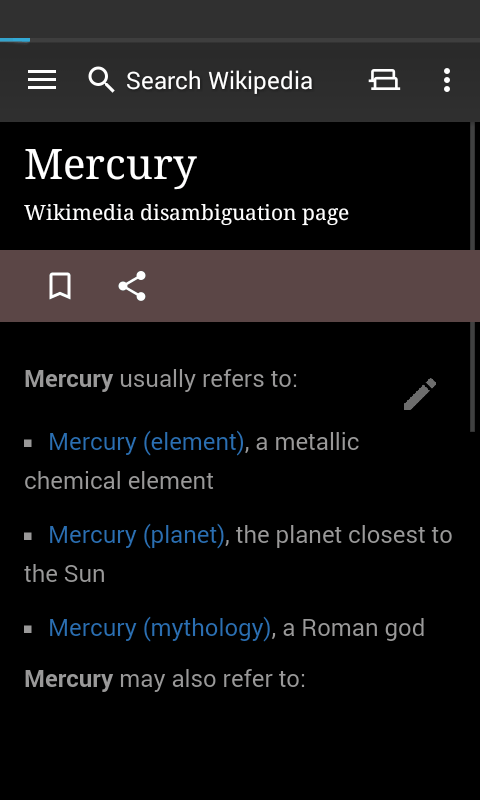 Search Wikipedia
Mercury
Wikimedia disambiguation page
Mercury usually refers to:
▪ Mercury (element), a metallic
chemical element
▪ Mercury (planet), the planet closest to
the Sun
▪ Mercury (mythology), a Roman god
Mercury may also refer to: